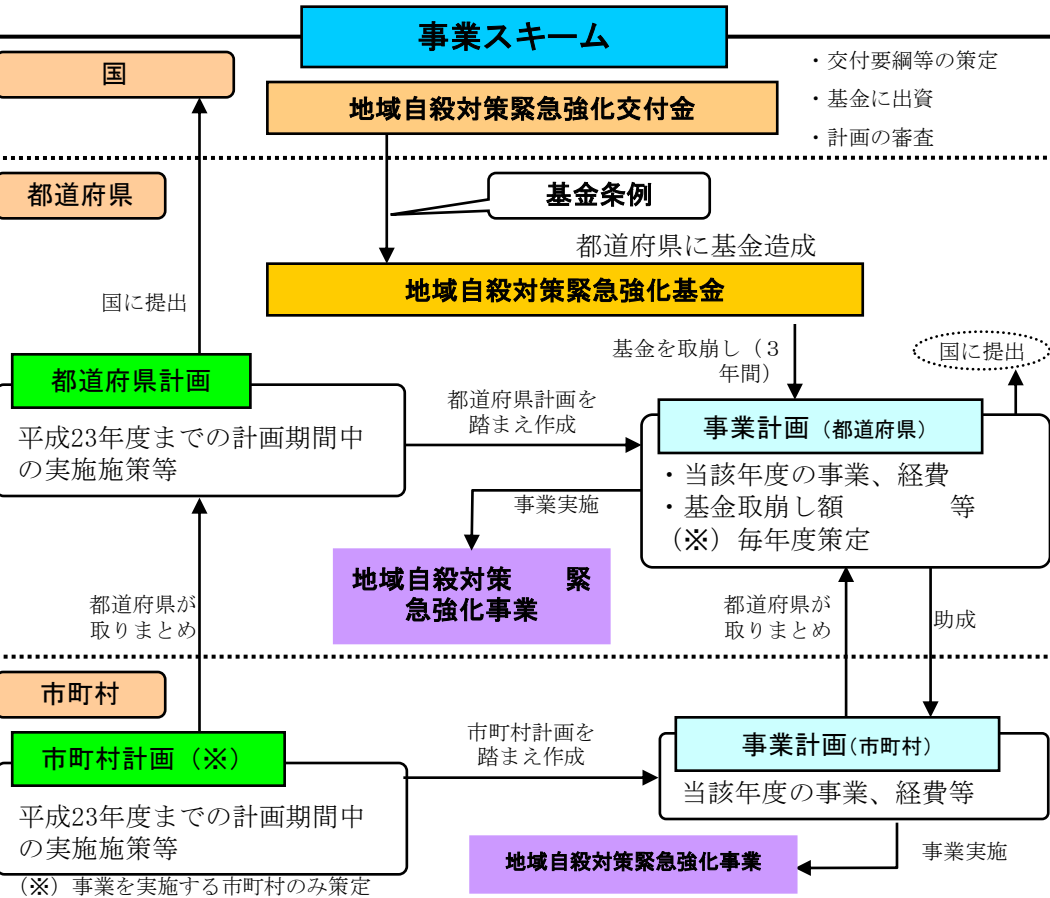 事業スキーム
国
・交付要綱等の策定
・基金に出資
・計画の審査
地域自殺対策緊急強化交付金
都道府県
基金条例
都道府県に基金造成
地域自殺対策緊急強化基金
国に提出
基金を取崩し（3
年間）
国に提出
都道府県計画
平成23年度までの計画期間中
の実施施策等
都道府県計画を
踏まえ作成
事業計画（都道府県）
・当該年度の事業、経費
・基金取崩し額　　　　等
（※）毎年度策定
事業実施
地域自殺対策　　緊
急強化事業
都道府県が
取りまとめ
都道府県が
取りまとめ
助成
市町村
市町村計画（※）
平成23年度までの計画期間中
の実施施策等
（※）事業を実施する市町村のみ策定
市町村計画を
踏まえ作成
事業計画(市町村）
当該年度の事業、経費等
事業実施
地域自殺対策緊急強化事業